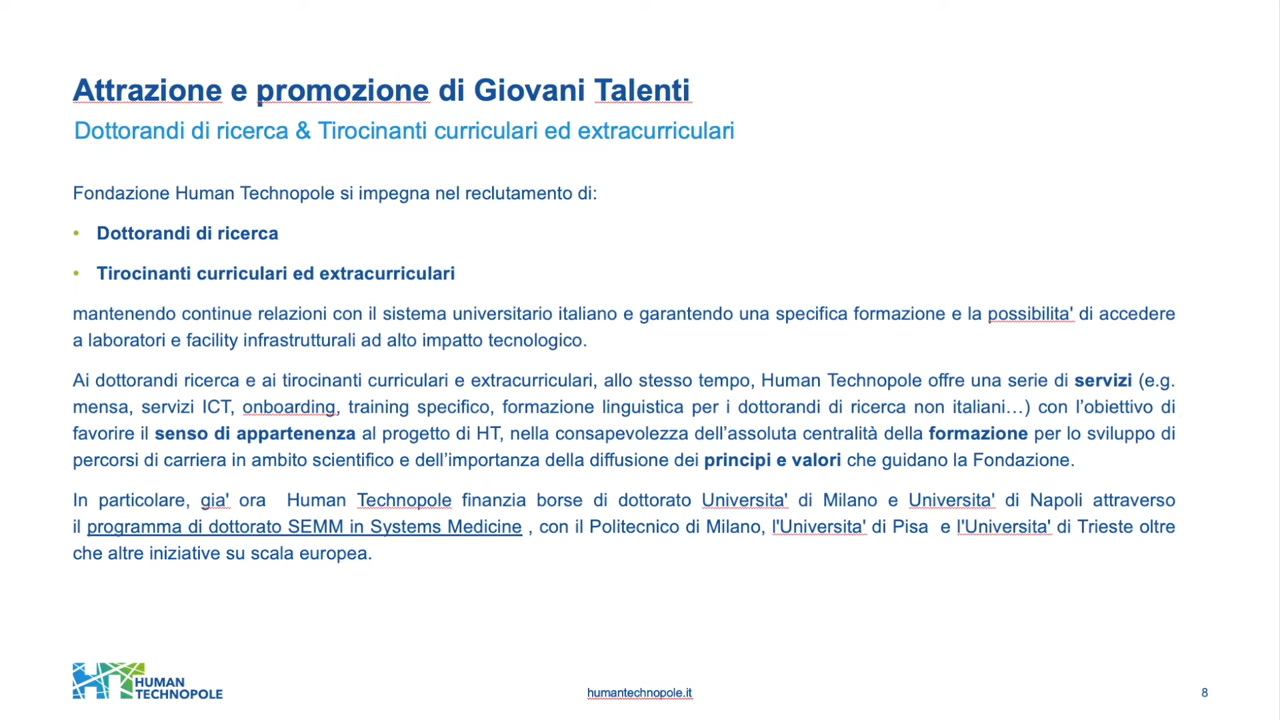 Attrazione e promozione di Giovani Talenti
Dottorandi di ricerca & Tirocinanti curriculari ed extracurriculari
Fondazione Human Technopole si impegna nel reclutamento di:
• Dottorandi di ricerca
• Tirocinanti curriculari ed extracurriculari
mantenendo continue relazioni con il sistema universitario italiano e garantendo una specifica formazione e la possibilita' di accedere
a laboratori e facility infrastrutturali ad alto impatto tecnologico.
Ai dottorandi ricerca e ai tirocinanti curriculari e extracurriculari, allo stesso tempo, Human Technopole offre una serie di servizi (e.g.
mensa, servizi ICT, onboarding, training specifico, formazione linguistica per i dottorandi di ricerca non italiani…) con l’obiettivo di
favorire il senso di appartenenza al progetto di HT, nella consapevolezza dell’assoluta centralità della formazione per lo sviluppo di
percorsi di carriera in ambito scientifico e dell’importanza della diffusione dei principi e valori che guidano la Fondazione.
In particolare, gia' ora Human Technopole finanzia borse di dottorato Universita' di Milano e Universita' di Napoli attraverso
il programma di dottorato SEMM in Systems Medicine , con il Politecnico di Milano, l'Universita' di Pisa e l'Universita' di Trieste oltre
che altre iniziative su scala europea.
HT HUMAN
TECHNOPOLE
humantechnopole.it
8